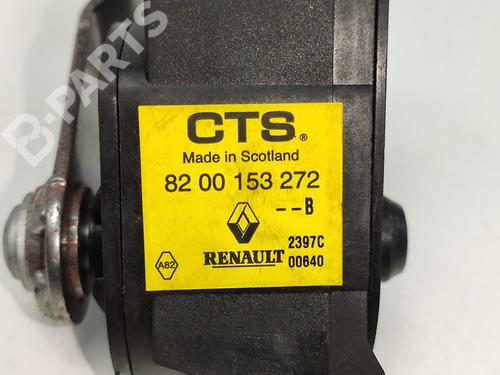 B-PARTS
CTS®
Made in Scotland
82 00 153 272
--B
2397C
A82
RENAULT
00640